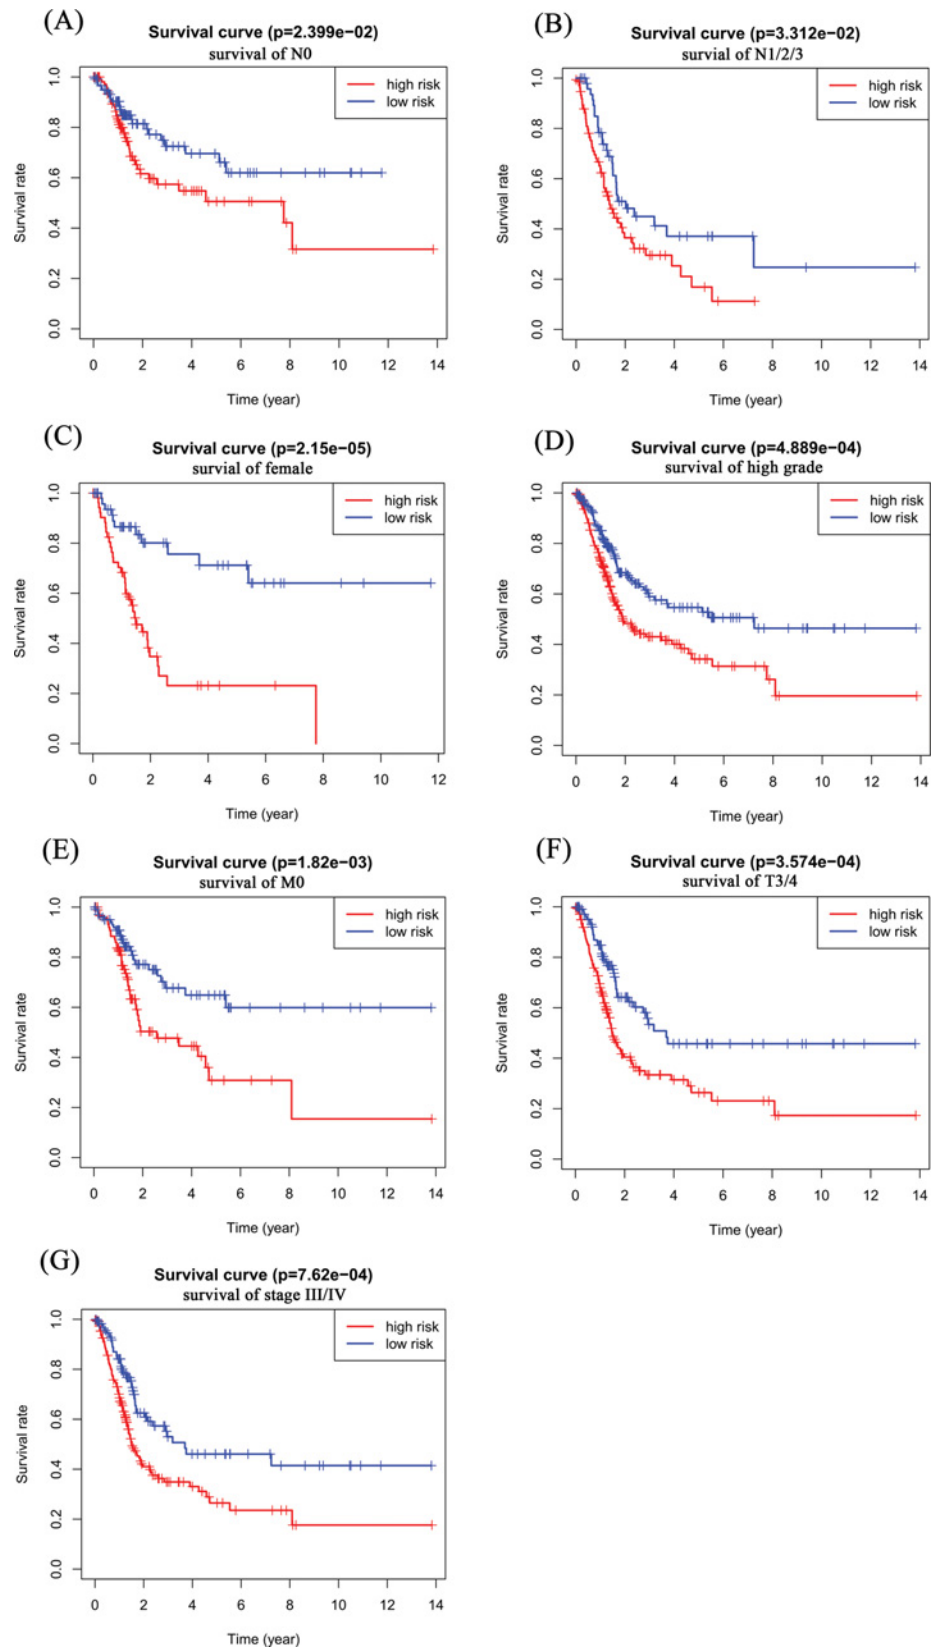 (A)
Survival curve (p=2.399e−02)
survival of N0
high risk
low risk
Survival rate
1.0
0.8
0.6
0.4
0.2
0.0
0 2 4 6 8 10 12 14
Time (year)
(B)
Survival curve (p=3.312e−02)
survial of N1/2/3
high risk
low risk
Survival rate
1.0
0.8
0.6
0.4
0.2
0.0
0 2 4 6 8 10 12 14
Time (year)
(C)
Survival curve (p=2.15e−05)
survial of female
high risk
low risk
Survival rate
1.0
0.8
0.6
0.4
0.2
0.0
0 2 4 6 8 10 12
Time (year)
(D)
Survival curve (p=4.889e−04)
survival of high grade
high risk
low risk
Survival rate
1.0
0.8
0.6
0.4
0.2
0.0
0 2 4 6 8 10 12 14
Time (year)
(E)
Survival curve (p=1.82e−03)
survival of M0
high risk
low risk
Survival rate
1.0
0.8
0.6
0.4
0.2
0.0
0 2 4 6 8 10 12 14
Time (year)
(F)
Survival curve (p=3.574e−04)
survival of T3/4
high risk
low risk
Survival rate
1.0
0.8
0.6
0.4
0.2
0.0
0 2 4 6 8 10 12 14
Time (year)
(G)
Survival curve (p=7.62e−04)
survival of stage III/IV
high risk
low risk
Survival rate
1.0
0.8
0.6
0.4
0.2
0.0
0 2 4 6 8 10 12 14
Time (year)